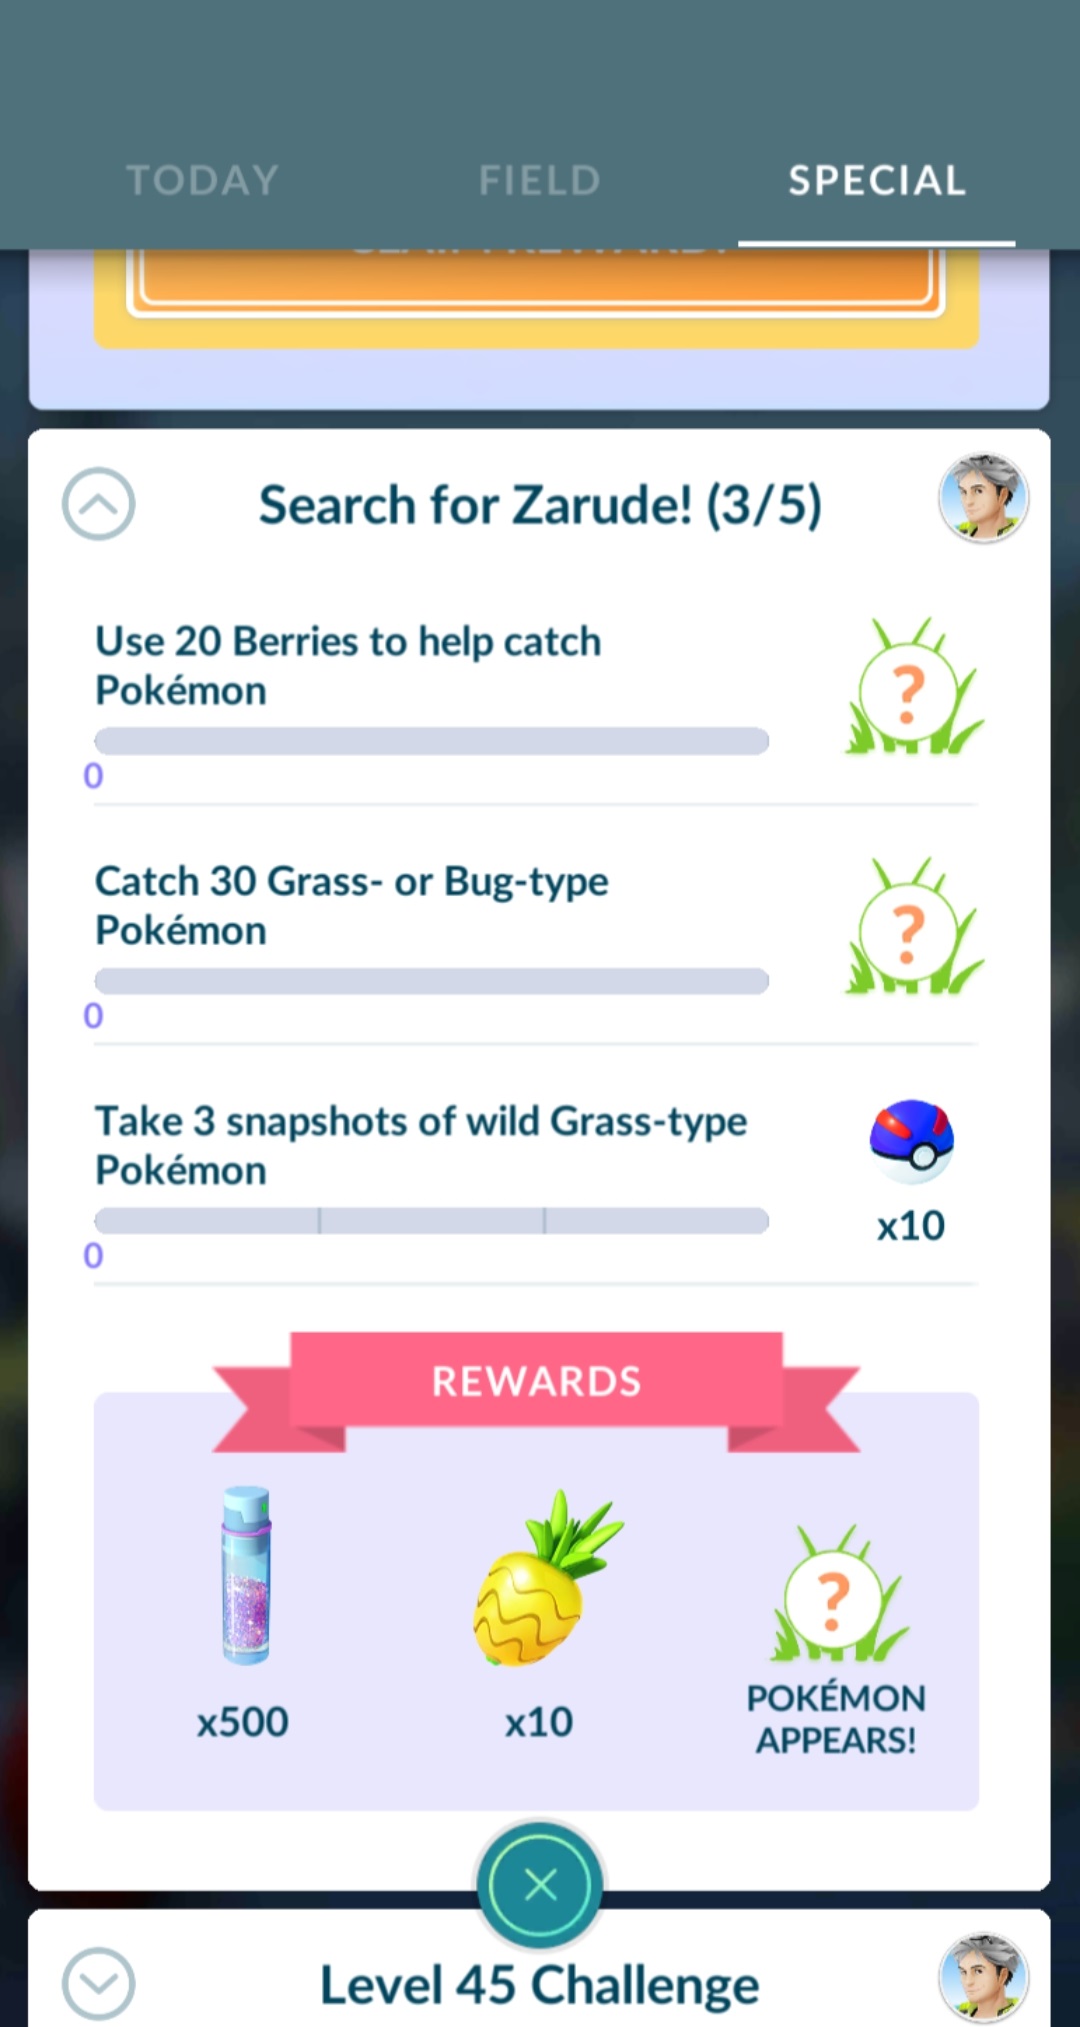 TODAY
FIELD
SPECIAL
Search for Zarude! (3/5)
Use 20 Berries to help catch
Pokémon
?
0
Catch 30 Grass- or Bug-type
Pokémon
?
0
Take 3 snapshots of wild Grass-type
Pokémon
x10
0
REWARDS
?
x500
x10
POKÉMON
APPEARS!
Level 45 Challenge